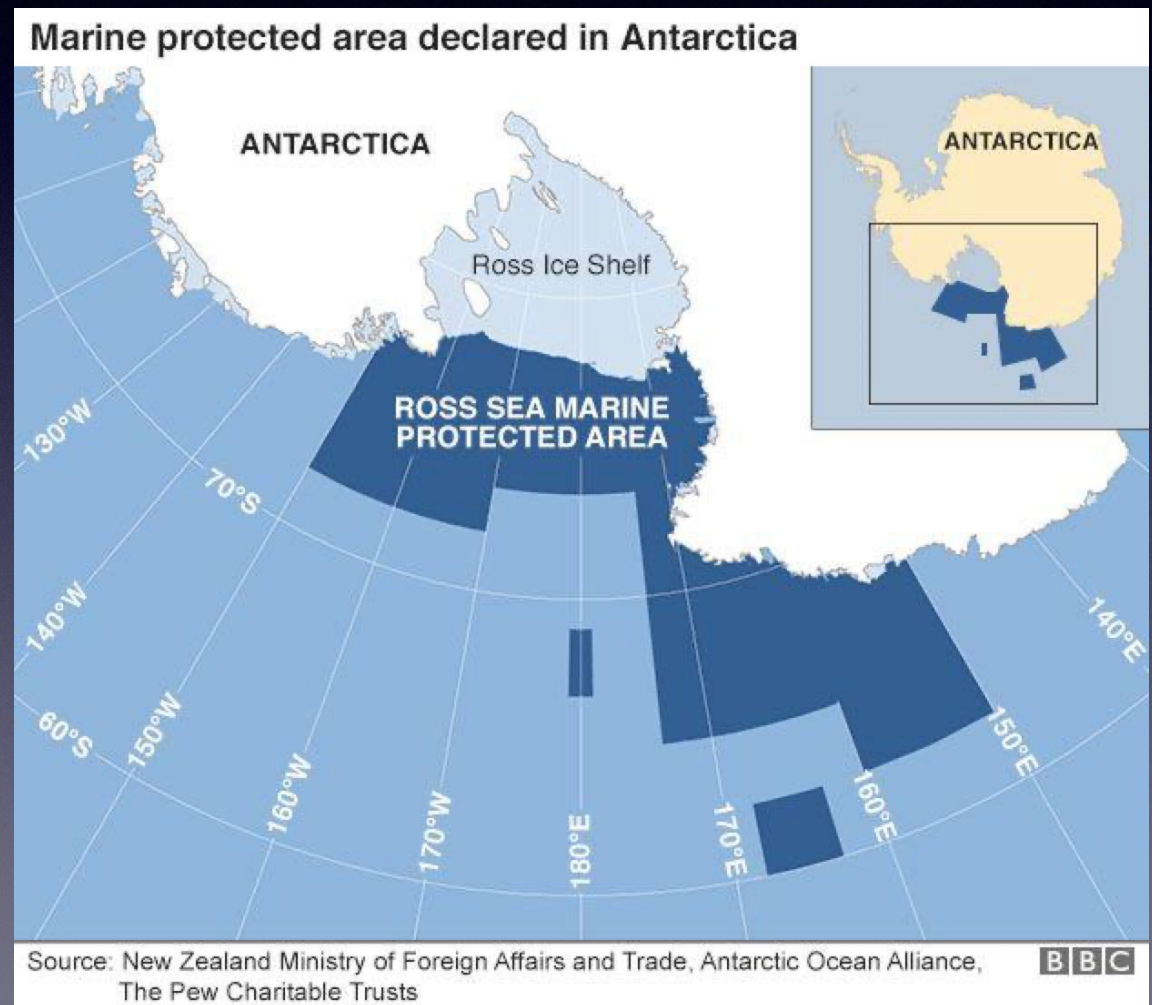 Marine protected area declared in Antarctica
ANTARCTICA
ANTARCTICA
Ross Ice Shelf
ROSS SEA MARINE
PROTECTED AREA
130°W
70°S
140°W
140°E
60°S
150°W
150°E
160°W
170°W
180°E
170°E
160°E
Source: New Zealand Ministry of Foreign Affairs and Trade, Antarctic Ocean Alliance,
The Pew Charitable Trusts
BBC